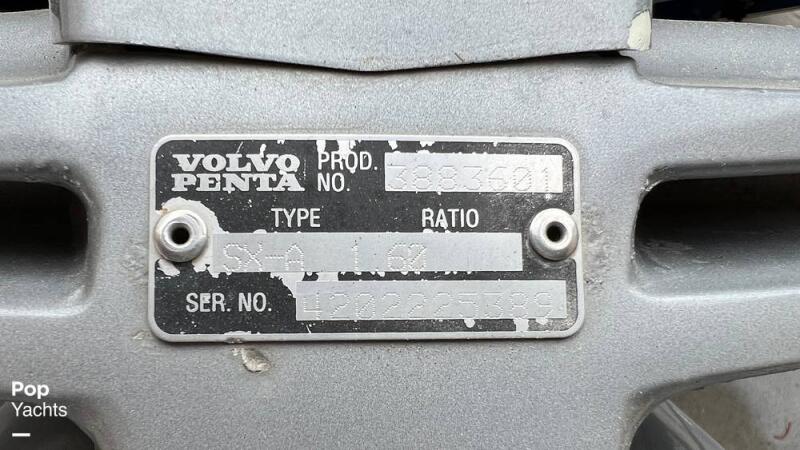 VOLVO PENTA
PROD. NO. 3883601
TYPE RATIO
SX-A 1.60
SER. NO. 4202225389
Pop
Yachts